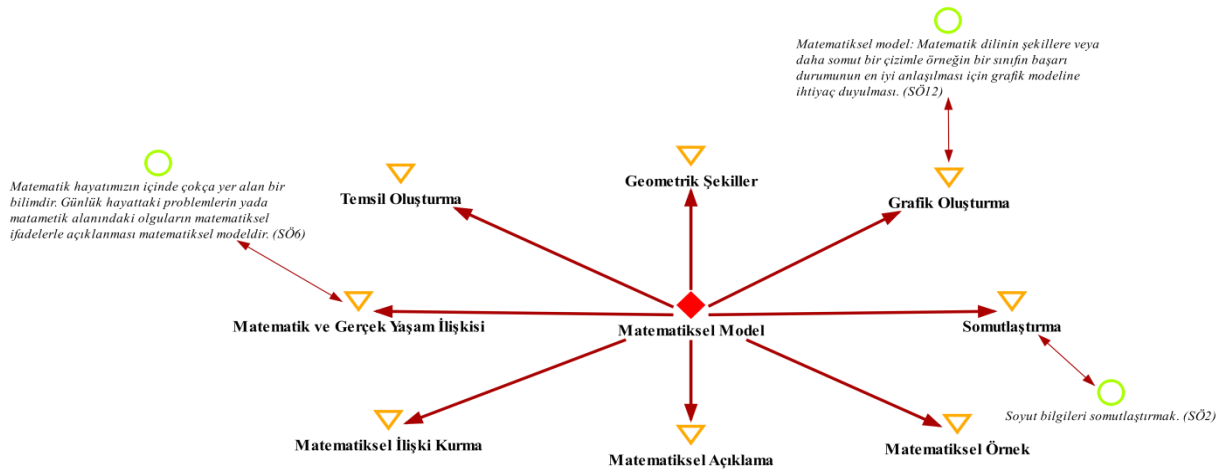 Matematiksel model: Matematik dilinin şekillere veya
daha somut bir çizimle örneğin bir sınıfın başarı
durumunun en iyi anlaşılması için grafik modeline
ihtiyaç duyulması. (SÖ12)
Matematik hayatımızın içinde çokça yer alan bir
bilimdir. Günlük hayattaki problemlerin yada
matametik alanındaki olguların matematiksel
ifadelerle açıklanması matematiksel modeldir. (SÖ6)
Temsil Oluşturma
Geometrik Şekiller
Grafik Oluşturma
Matematik ve Gerçek Yaşam İlişkisi
Matematiksel Model
Somutlaştırma
Soyut bilgileri somutlaştırmak. (SÖ2)
Matematiksel İlişki Kurma
Matematiksel Açıklama
Matematiksel Örnek